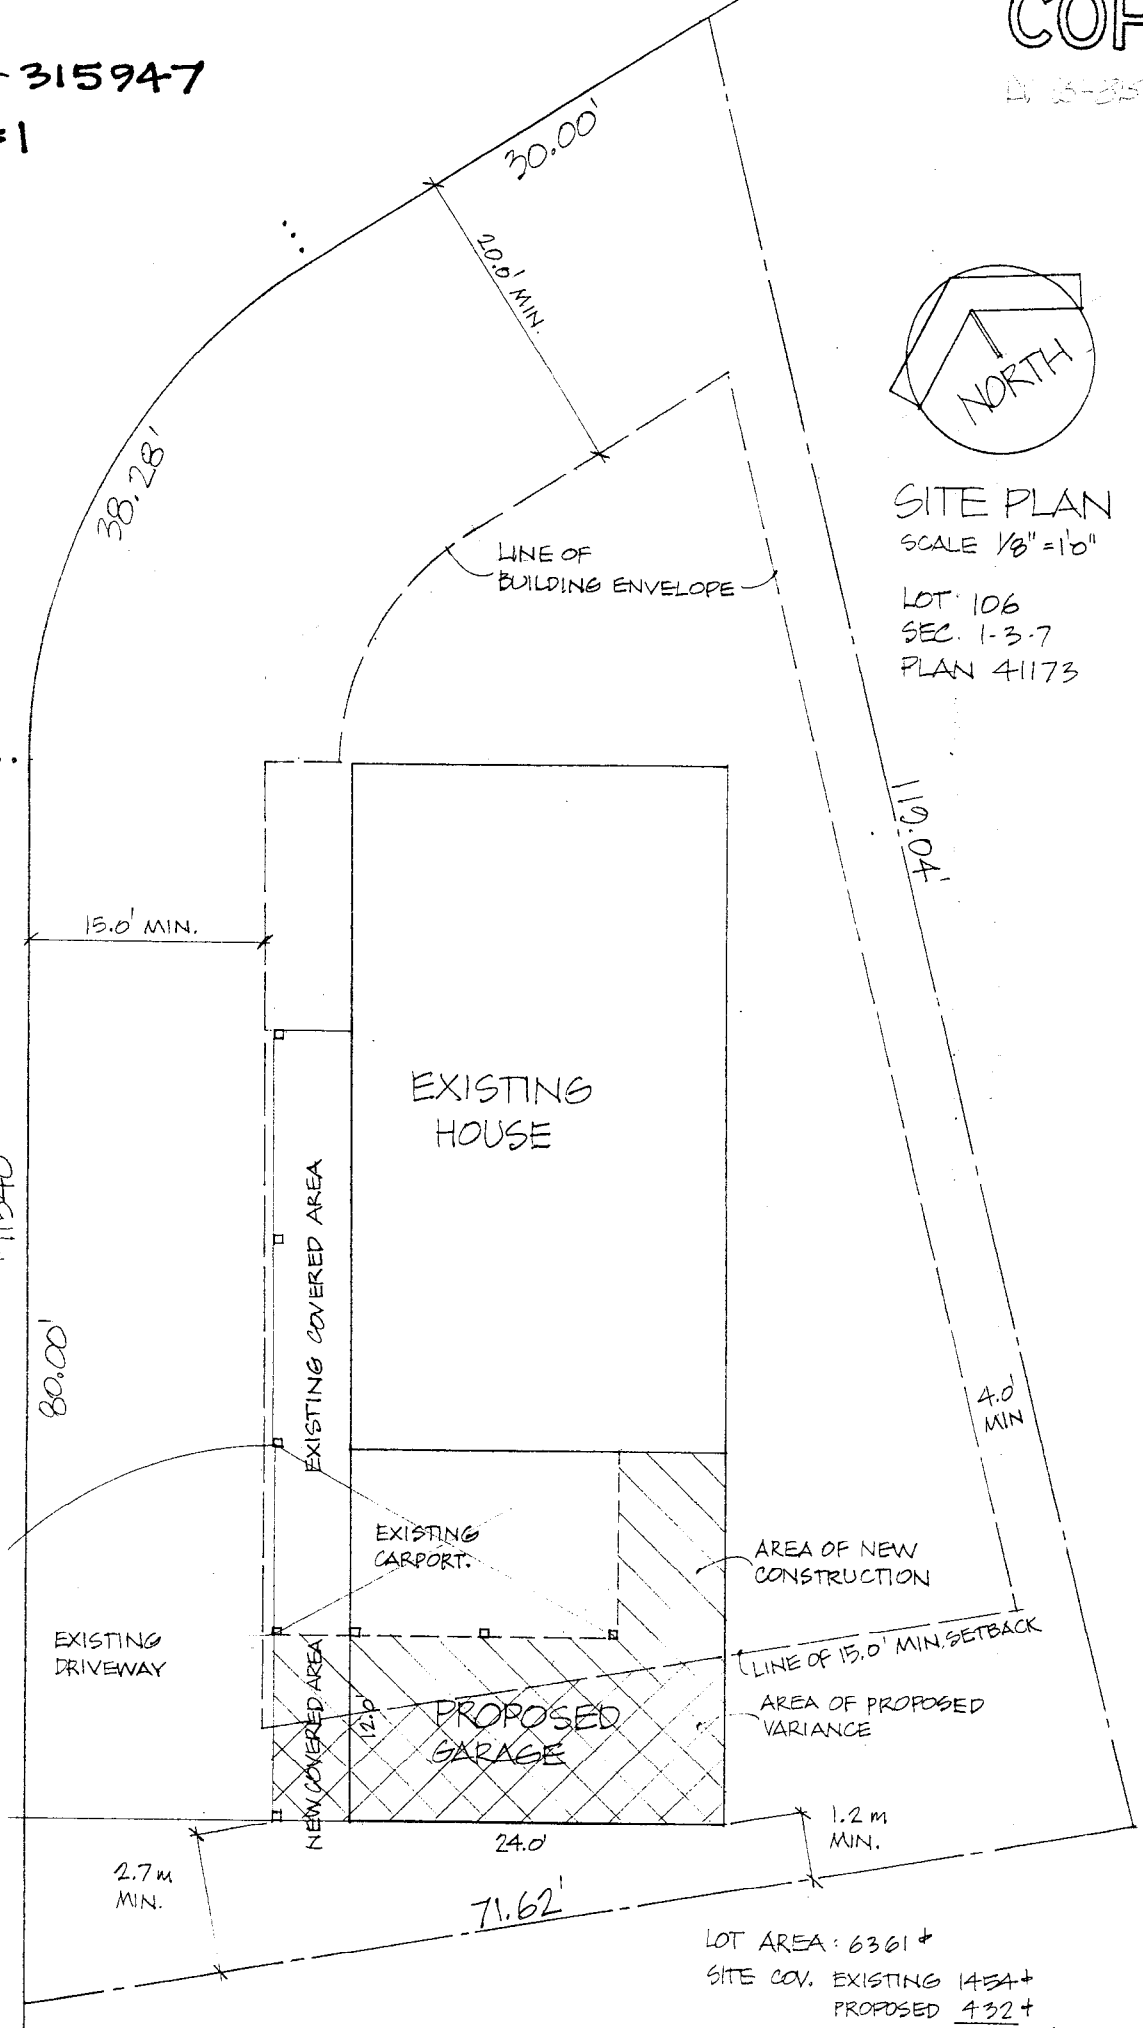 315947
=1
COH
30.00'
20.0' MIN.
38.28'
NORTH
SITE PLAN
SCALE 1/8" = 1'0"
LOT 106
SEC. 1-3-7
PLAN 41173
LINE OF
BUILDING ENVELOPE
119.04'
15.0' MIN.
EXISTING
HOUSE
EXISTING COVERED AREA
80.00'
4.0'
MIN
EXISTING
CARPORT.
AREA OF NEW
CONSTRUCTION
EXISTING
DRIVEWAY
LINE OF 15.0' MIN. SETBACK
NEW COVERED AREA
12.0'
PROPOSED
GARAGE
AREA OF PROPOSED
VARIANCE
24.0'
1.2 m
MIN.
2.7 m
MIN.
71.62'
LOT AREA : 6361
SITE COV. EXISTING 1454
PROPOSED 432